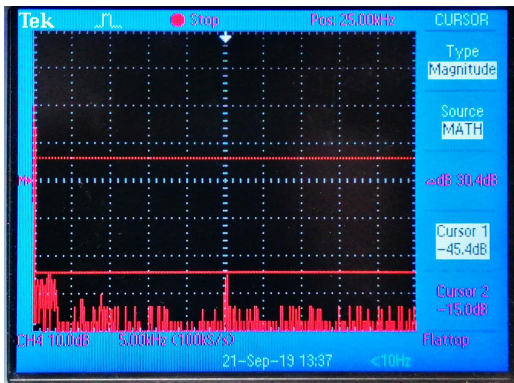 Tek Stop Pos: 25.00kHz CURSOR
Type
Magnitude
Source
MATH
M
ΔdB 30.4dB
Cursor 1
-45.4dB
Cursor 2
-15.0dB
CH4 10.0dB 5.00kHz (100kS/s) Flattop
21-Sep-19 13:37 <10Hz